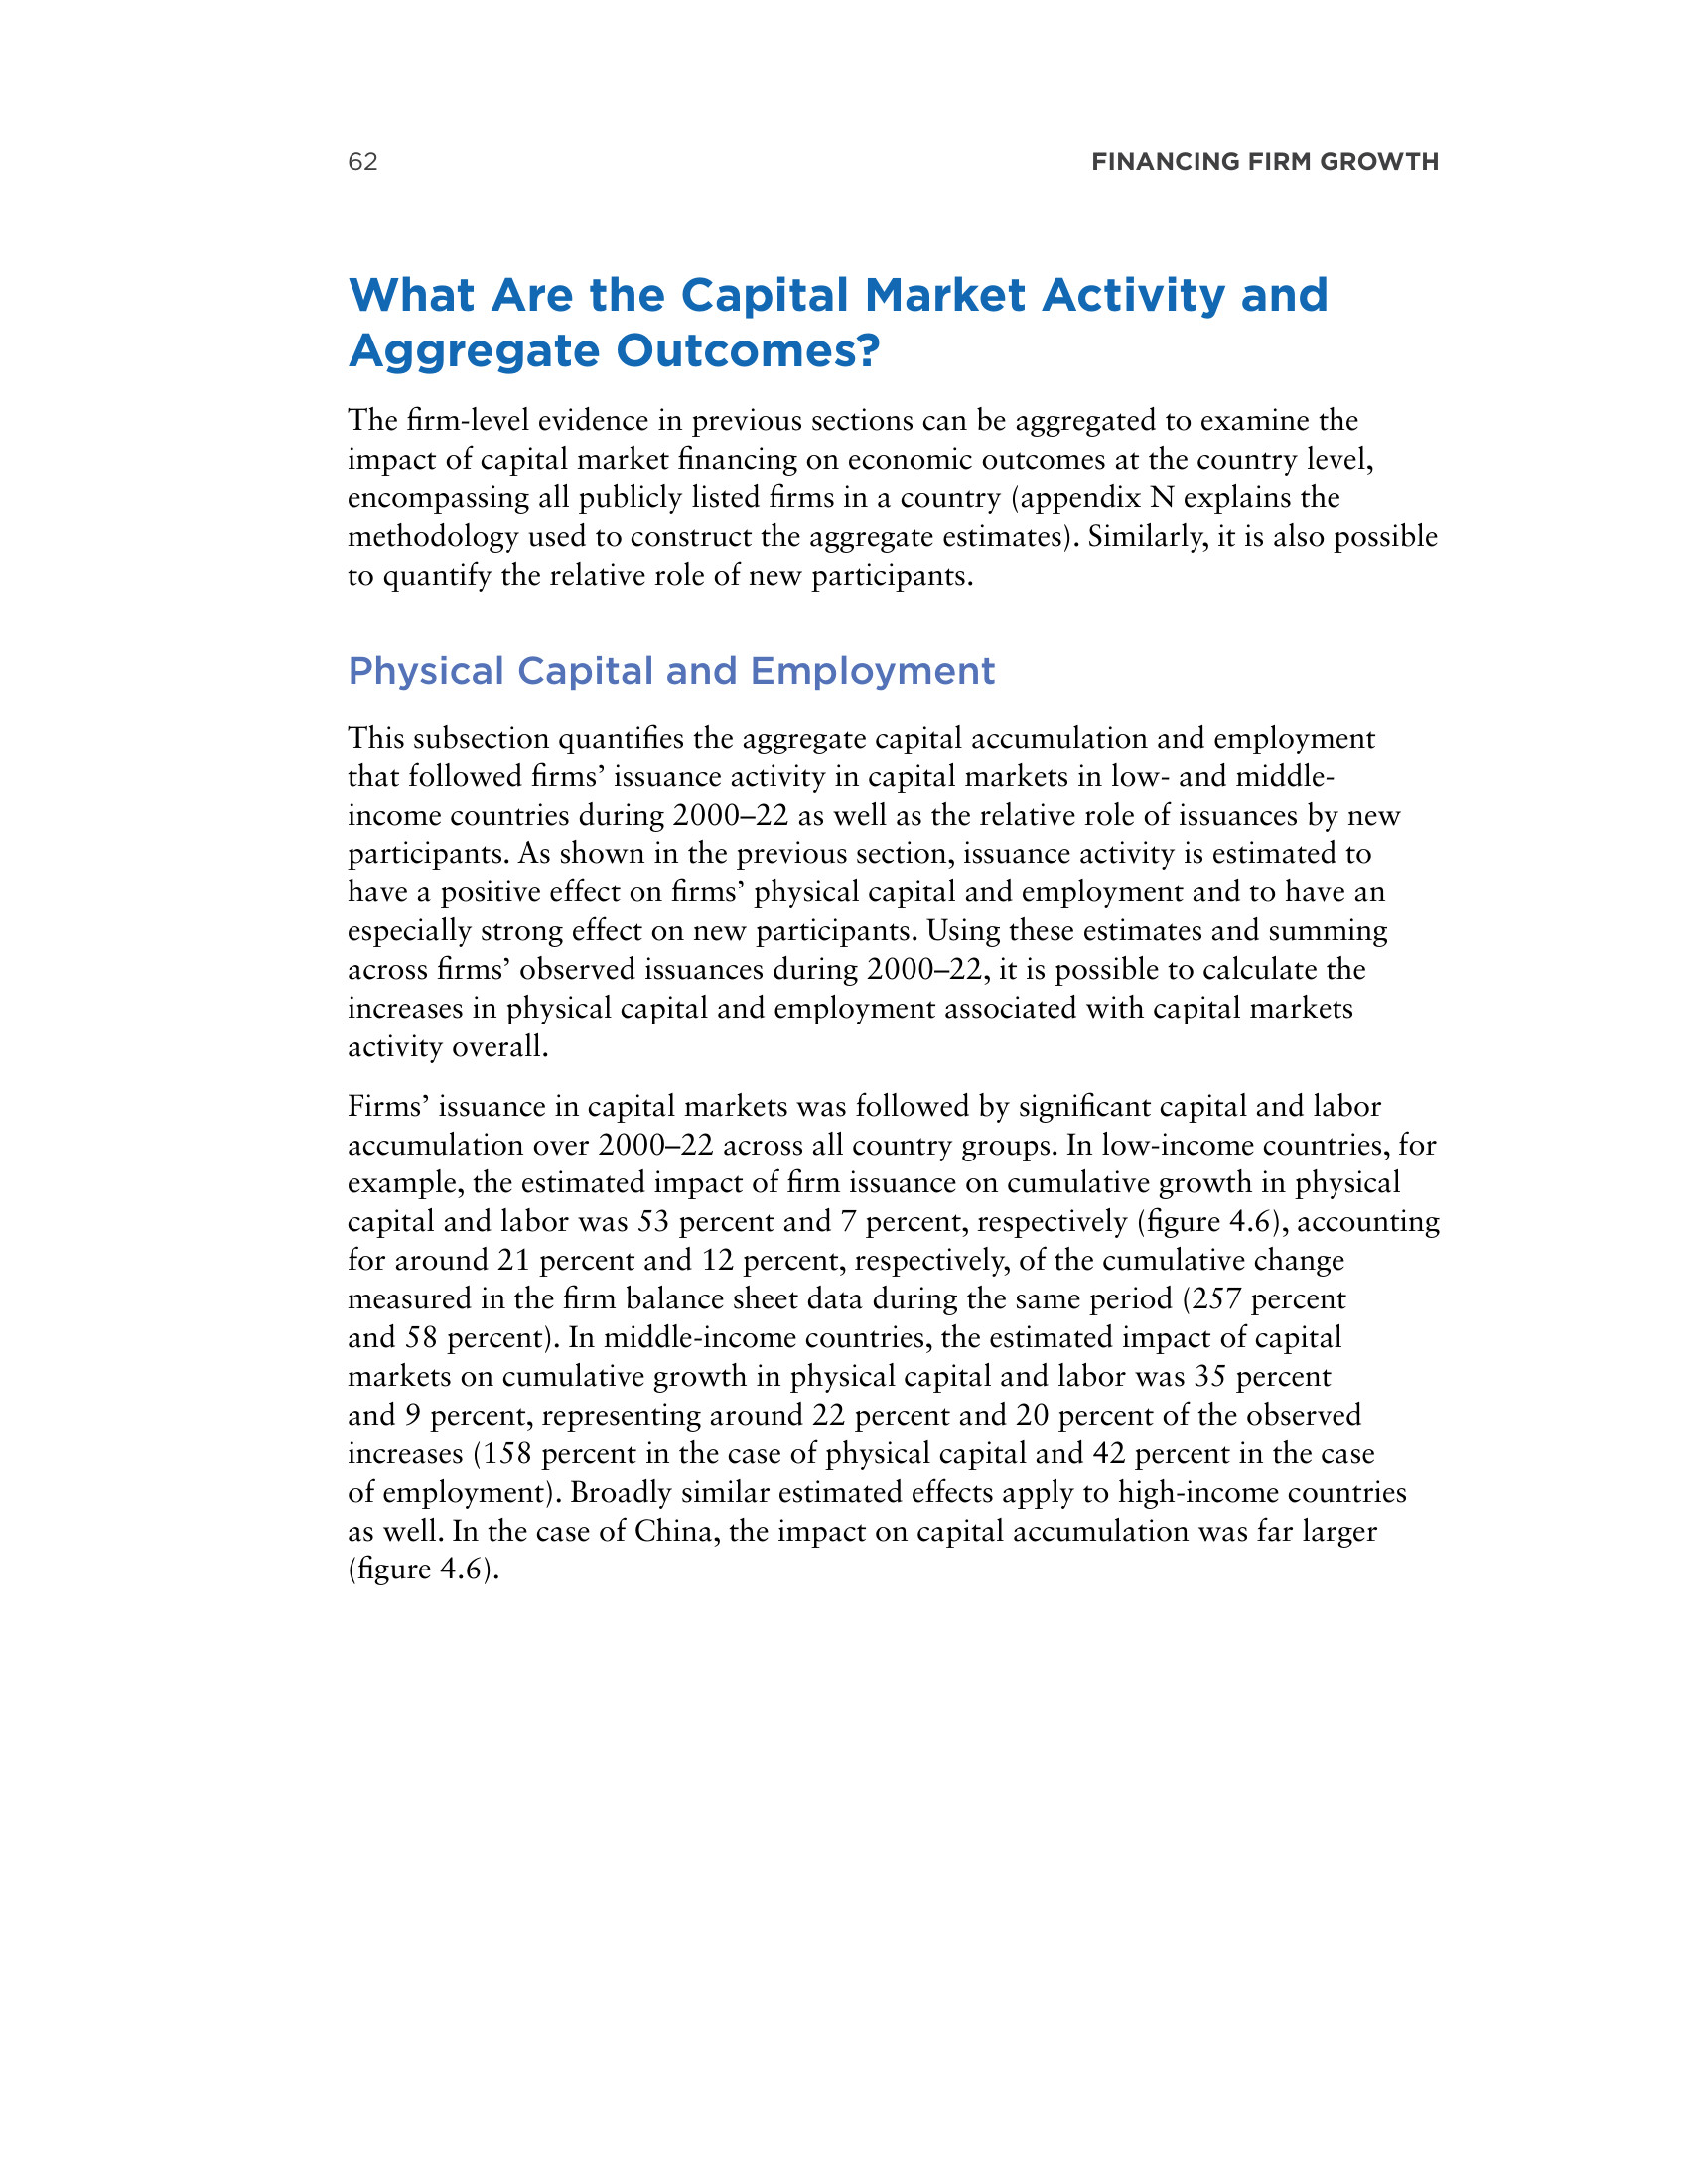 62
FINANCING FIRM GROWTH
What Are the Capital Market Activity and
Aggregate Outcomes?
The firm-level evidence in previous sections can be aggregated to examine the
impact of capital market financing on economic outcomes at the country level,
encompassing all publicly listed firms in a country (appendix N explains the
methodology used to construct the aggregate estimates). Similarly, it is also possible
to quantify the relative role of new participants.
Physical Capital and Employment
This subsection quantifies the aggregate capital accumulation and employment
that followed firms’ issuance activity in capital markets in low- and middle-
income countries during 2000–22 as well as the relative role of issuances by new
participants. As shown in the previous section, issuance activity is estimated to
have a positive effect on firms’ physical capital and employment and to have an
especially strong effect on new participants. Using these estimates and summing
across firms’ observed issuances during 2000–22, it is possible to calculate the
increases in physical capital and employment associated with capital markets
activity overall.
Firms’ issuance in capital markets was followed by significant capital and labor
accumulation over 2000–22 across all country groups. In low-income countries, for
example, the estimated impact of firm issuance on cumulative growth in physical
capital and labor was 53 percent and 7 percent, respectively (figure 4.6), accounting
for around 21 percent and 12 percent, respectively, of the cumulative change
measured in the firm balance sheet data during the same period (257 percent
and 58 percent). In middle-income countries, the estimated impact of capital
markets on cumulative growth in physical capital and labor was 35 percent
and 9 percent, representing around 22 percent and 20 percent of the observed
increases (158 percent in the case of physical capital and 42 percent in the case
of employment). Broadly similar estimated effects apply to high-income countries
as well. In the case of China, the impact on capital accumulation was far larger
(figure 4.6).